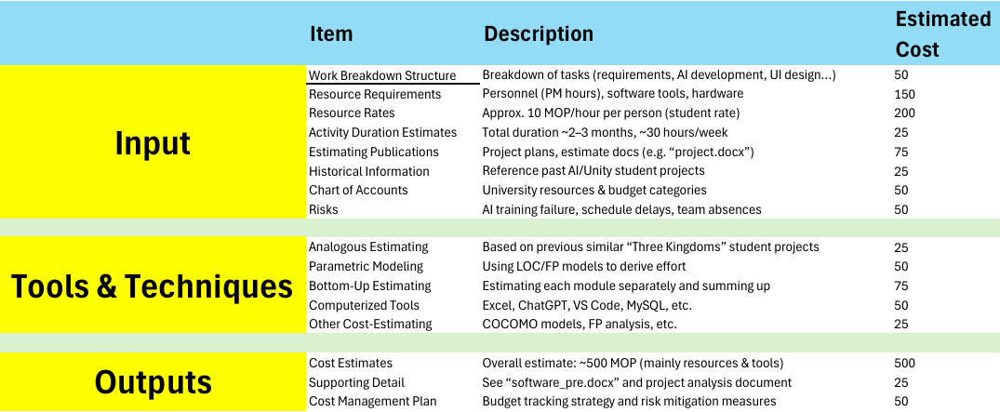 Item Description Estimated
Cost
Input
Work Breakdown Structure Breakdown of tasks (requirements, AI development, UI design...) 50
Resource Requirements Personnel (PM hours), software tools, hardware 150
Resource Rates Approx. 10 MOP/hour per person (student rate) 200
Activity Duration Estimates Total duration ~2–3 months, ~30 hours/week 25
Estimating Publications Project plans, estimate docs (e.g. “project.docx”) 75
Historical Information Reference past AI/Unity student projects 25
Chart of Accounts University resources & budget categories 50
Risks AI training failure, schedule delays, team absences 50
Tools & Techniques
Analogous Estimating Based on previous similar “Three Kingdoms” student projects 25
Parametric Modeling Using LOC/FP models to derive effort 50
Bottom-Up Estimating Estimating each module separately and summing up 75
Computerized Tools Excel, ChatGPT, VS Code, MySQL, etc. 50
Other Cost-Estimating COCOMO models, FP analysis, etc. 25
Outputs
Cost Estimates Overall estimate: ~500 MOP (mainly resources & tools) 500
Supporting Detail See “software_pre.docx” and project analysis document 25
Cost Management Plan Budget tracking strategy and risk mitigation measures 50